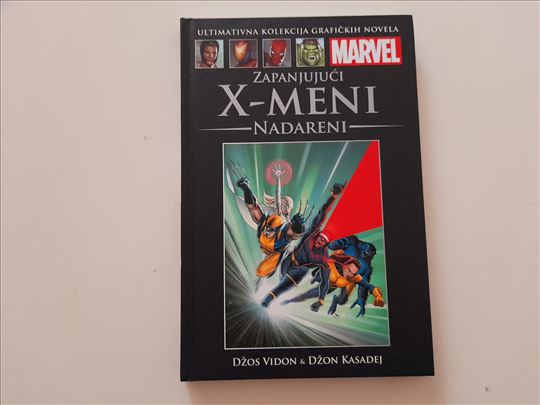 ULTIMATIVNA KOLEKCIJA GRAFIČKIH NOVELA
MARVEL
ZAPANJUJUĆI
X-MENI
NADARENI
DŽOS VIDON & DŽON KASADEJ